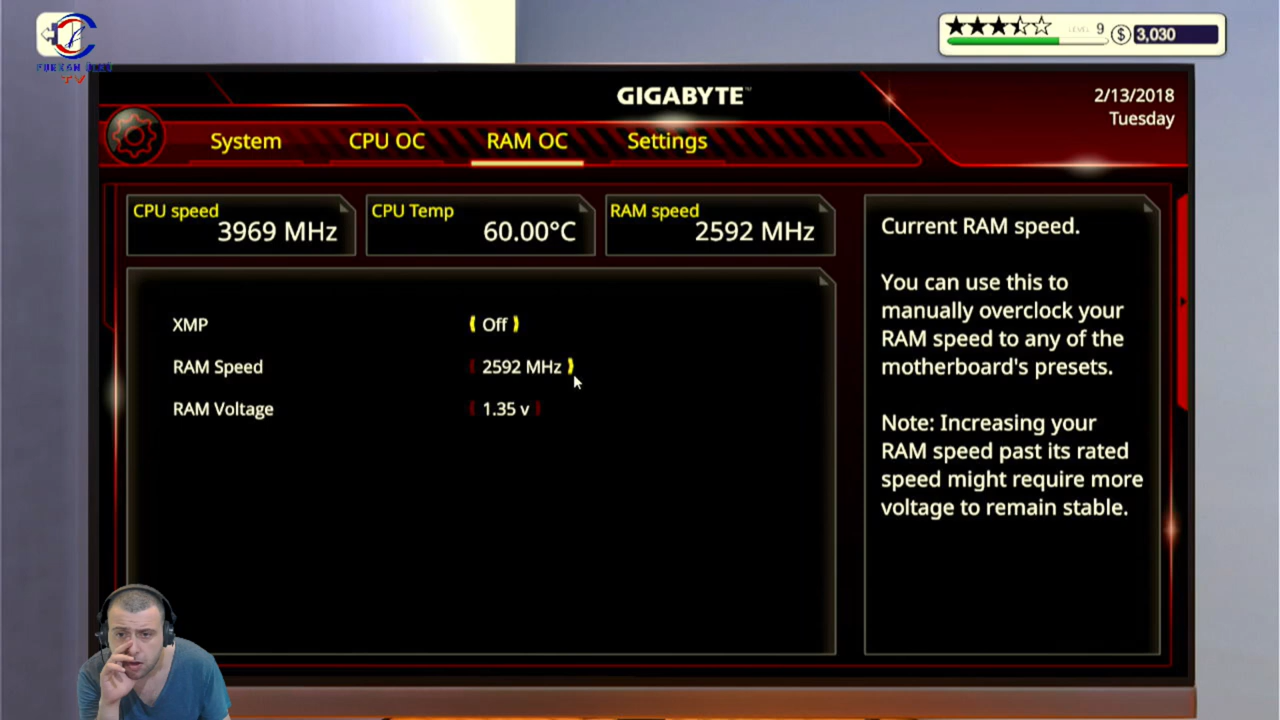 LEVEL 9
$ 3,030
TV
GIGABYTE™
2/13/2018
Tuesday
System
CPU OC
RAM OC
Settings
CPU speed
3969 MHz
CPU Temp
60.00°C
RAM speed
2592 MHz
XMP
Off
RAM Speed
2592 MHz
RAM Voltage
1.35 v
Current RAM speed.
You can use this to
manually overclock your
RAM speed to any of the
motherboard's presets.
Note: Increasing your
RAM speed past its rated
speed might require more
voltage to remain stable.